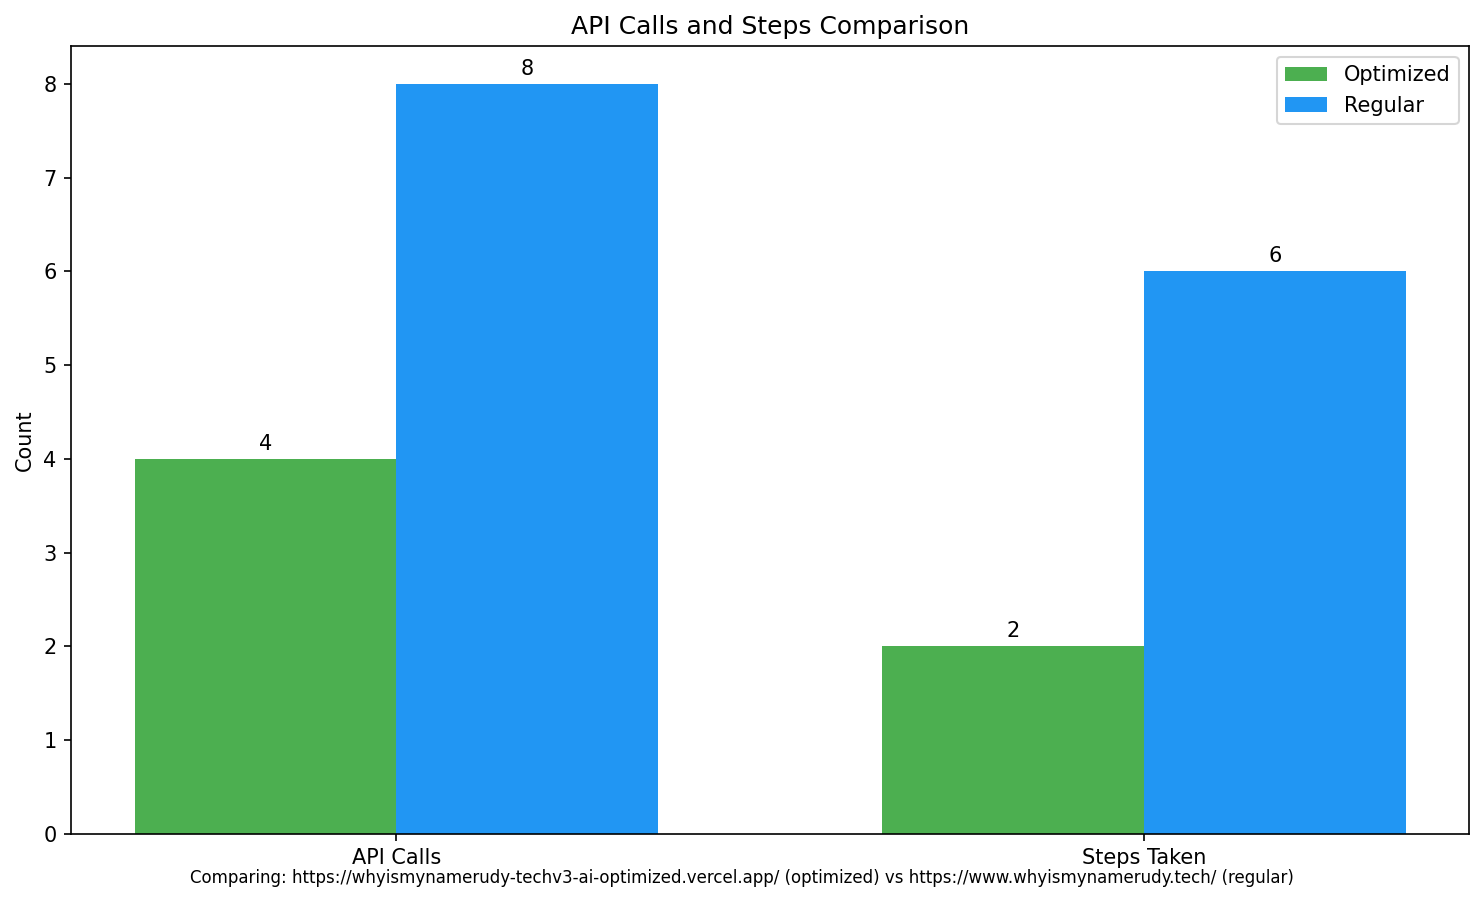 API Calls and Steps Comparison
Optimized
Regular
Count
8
7
6
5
4
3
2
1
0
4
8
2
6
API Calls
Steps Taken
Comparing: https://whyismynamerudy-techv3-ai-optimized.vercel.app/ (optimized) vs https://www.whyismynamerudy.tech/ (regular)